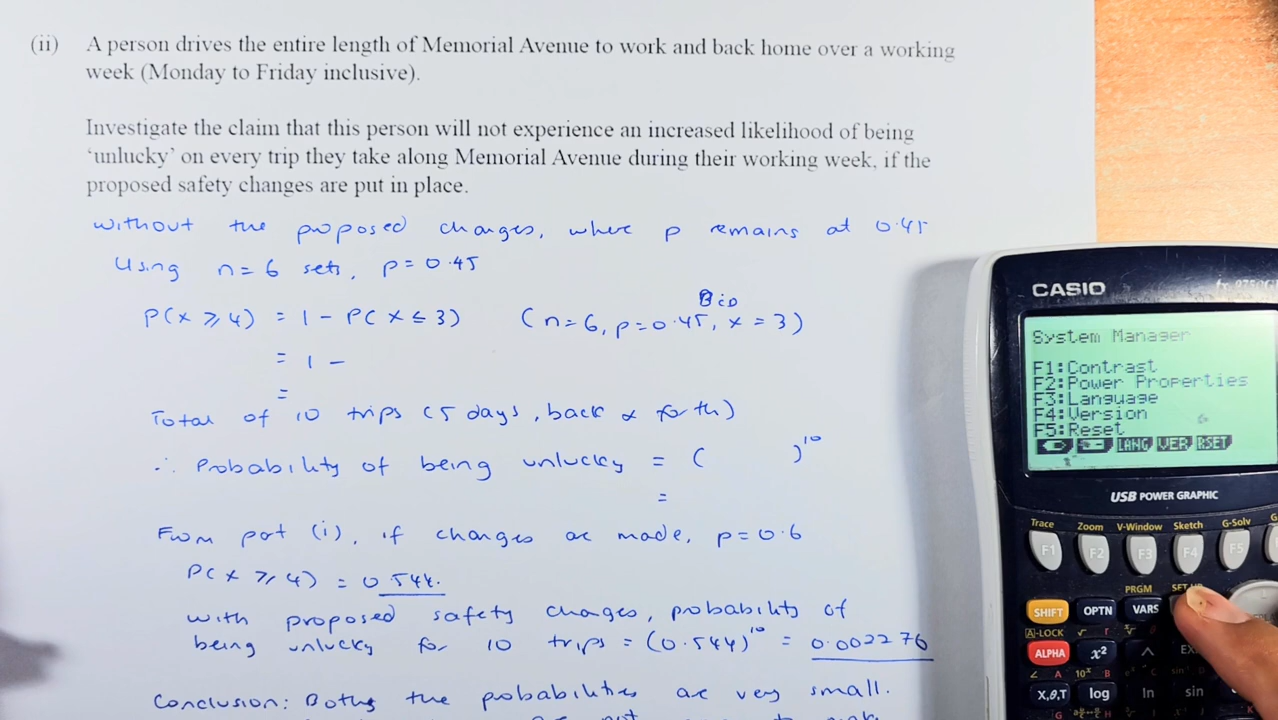 (ii) A person drives the entire length of Memorial Avenue to work and back home over a working
week (Monday to Friday inclusive).
Investigate the claim that this person will not experience an increased likelihood of being
‘unlucky’ on every trip they take along Memorial Avenue during their working week, if the
proposed safety changes are put in place.
without the proposed changes, where p remains at 0.45
Using n = 6 sets, p = 0.45
P(x ≥ 4) = 1 - P(x ≤ 3) (n=6, p=0.45, x = 3)
= 1 -
=
Total of 10 trips (5 days, back & forth)
∴ Probability of being unlucky = ( )¹⁰
=
From part (i), if changes are made, p = 0.6
P(x ≥ 4) = 0.544.
with proposed safety changes, probability of
being unlucky for 10 trips = (0.544)¹⁰ = 0.002276
Conclusion: Both the probabilities are very small.
not
CASIO
System Manager
F1:Contrast
F2:Power Properties
F3:Language
F4:Version
F5:Reset
LANG VER RSET
USB POWER GRAPHIC
Trace Zoom V-Window Sketch G-Solv
F1 F2 F3 F4 F5
PRGM
SHIFT OPTN VARS
A-LOCK
ALPHA x² ^
X,θ,T log ln sin